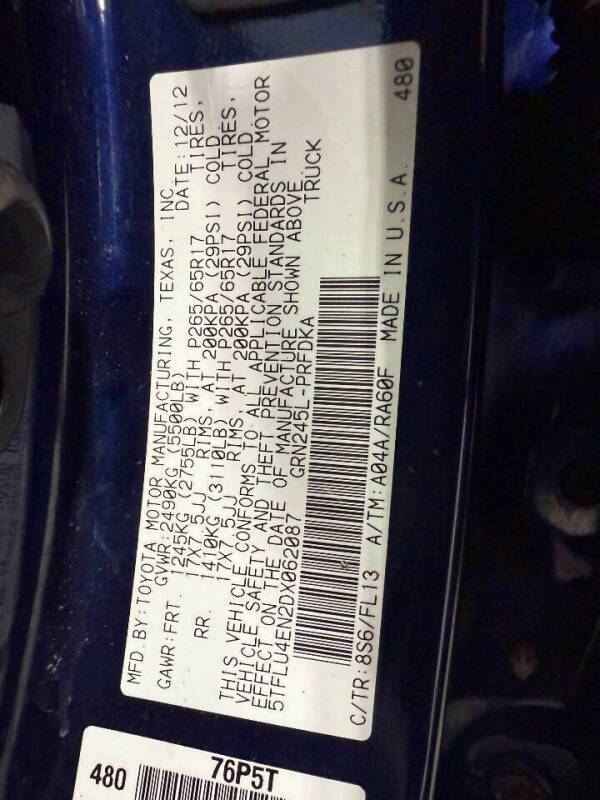 MFD.BY:TOYOTA MOTOR MANUFACTURING, TEXAS, INC.
GVWR:2490KG (5500LB) DATE:12/12
GAWR:FRT. 1245KG (2755LB) WITH P265/65R17 TIRES,
17X7.5JJ RIMS, AT 200KPA (29PSI) COLD
RR. 1410KG (3110LB) WITH P265/65R17 TIRES,
17X7.5JJ RIMS, AT 200KPA (29PSI) COLD
THIS VEHICLE CONFORMS TO ALL APPLICABLE FEDERAL MOTOR
VEHICLE SAFETY AND THEFT PREVENTION STANDARDS IN
EFFECT ON THE DATE OF MANUFACTURE SHOWN ABOVE.
5TFLU4EN2DX062087 GRN245L-PRFDKA TRUCK
C/TR:8S6/FL13 A/TM:A04A/RA60F MADE IN U.S.A. 480
76P5T
480